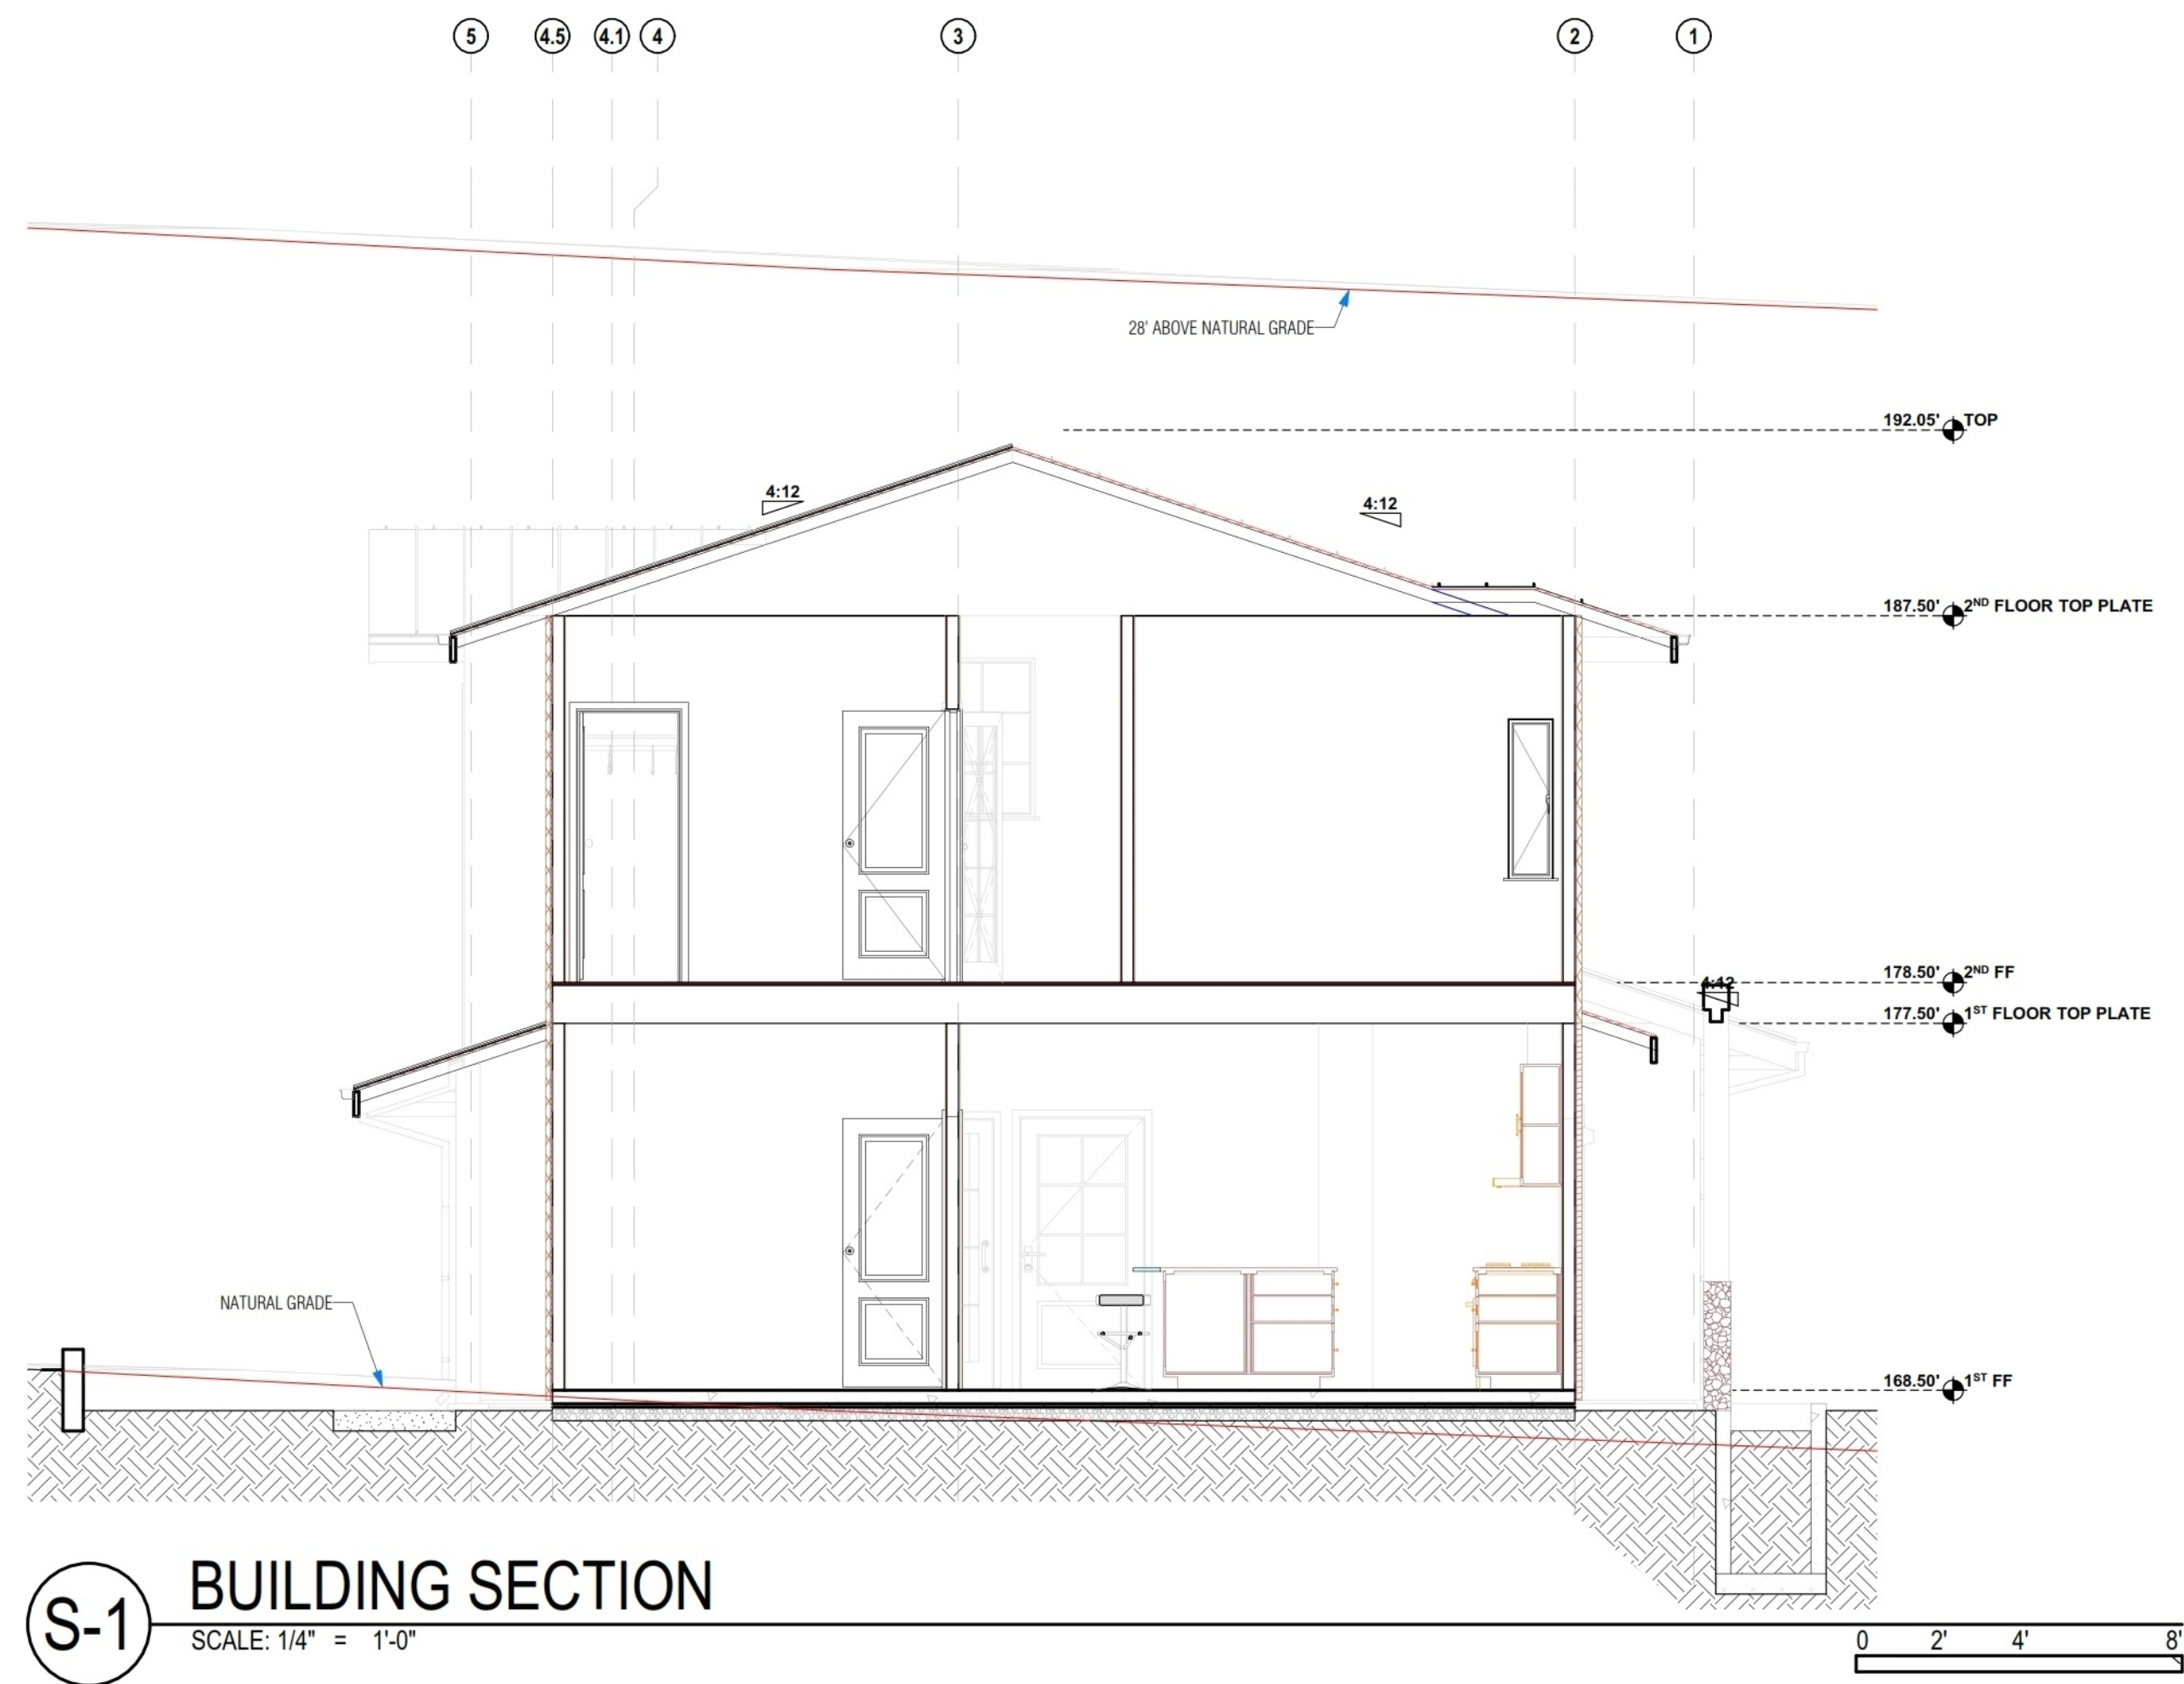 5 4.5 4.1 4 3 2 1
28' ABOVE NATURAL GRADE
192.05' TOP
4:12
4:12
187.50' 2ND FLOOR TOP PLATE
178.50' 2ND FF
4:12
177.50' 1ST FLOOR TOP PLATE
NATURAL GRADE
168.50' 1ST FF
S-1
BUILDING SECTION
SCALE: 1/4" = 1'-0"
0 2' 4' 8'